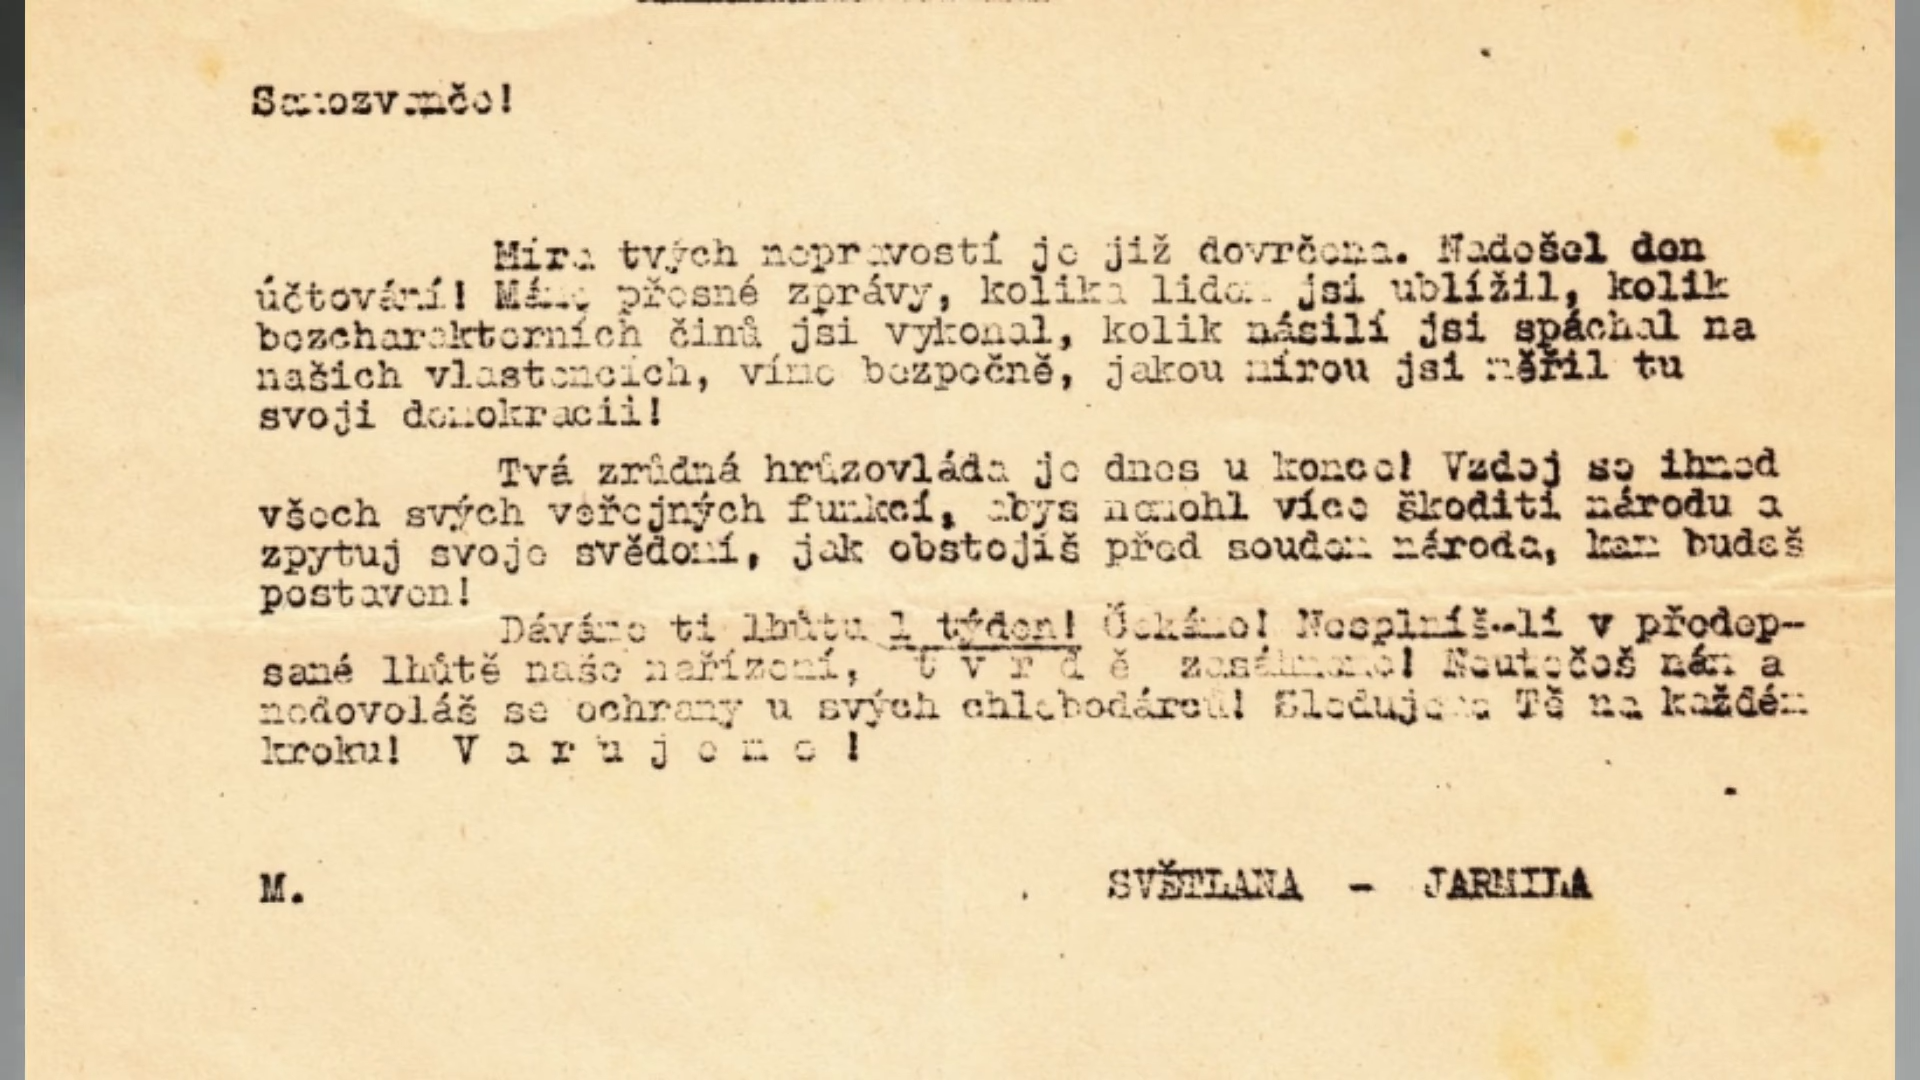 Samozvanče!
Míra tvých nepravostí je již dovršena. Nadešel den
účtování! Máme přesné zprávy, kolika lidem jsi ublížil, kolik
bezcharakterních činů jsi vykonal, kolik násilí jsi spáchal na
našich vlastencích, víme bezpečně, jakou mírou jsi měřil tu
svoji demokracii!
Tvá zrůdná hrůzovláda je dnes u konce! Vzdej se ihned
všech svých veřejných funkcí, abys nemohl více škoditi národu a
zpytuj svoje svědomí, jak obstojíš před soudem národa, kam budeš
postaven!
Dáváme ti lhůtu 1 týden! Čekáme! Nesplníš-li v předep-
sané lhůtě naše nařízení, t v r d ě zasáhneme! Neutečeš nám a
nedovoláš se ochrany u svých chlebodárců! Sledujeme Tě na každém
kroku! V a r u j e m e !
M. SVĚTLANA - JARMILA